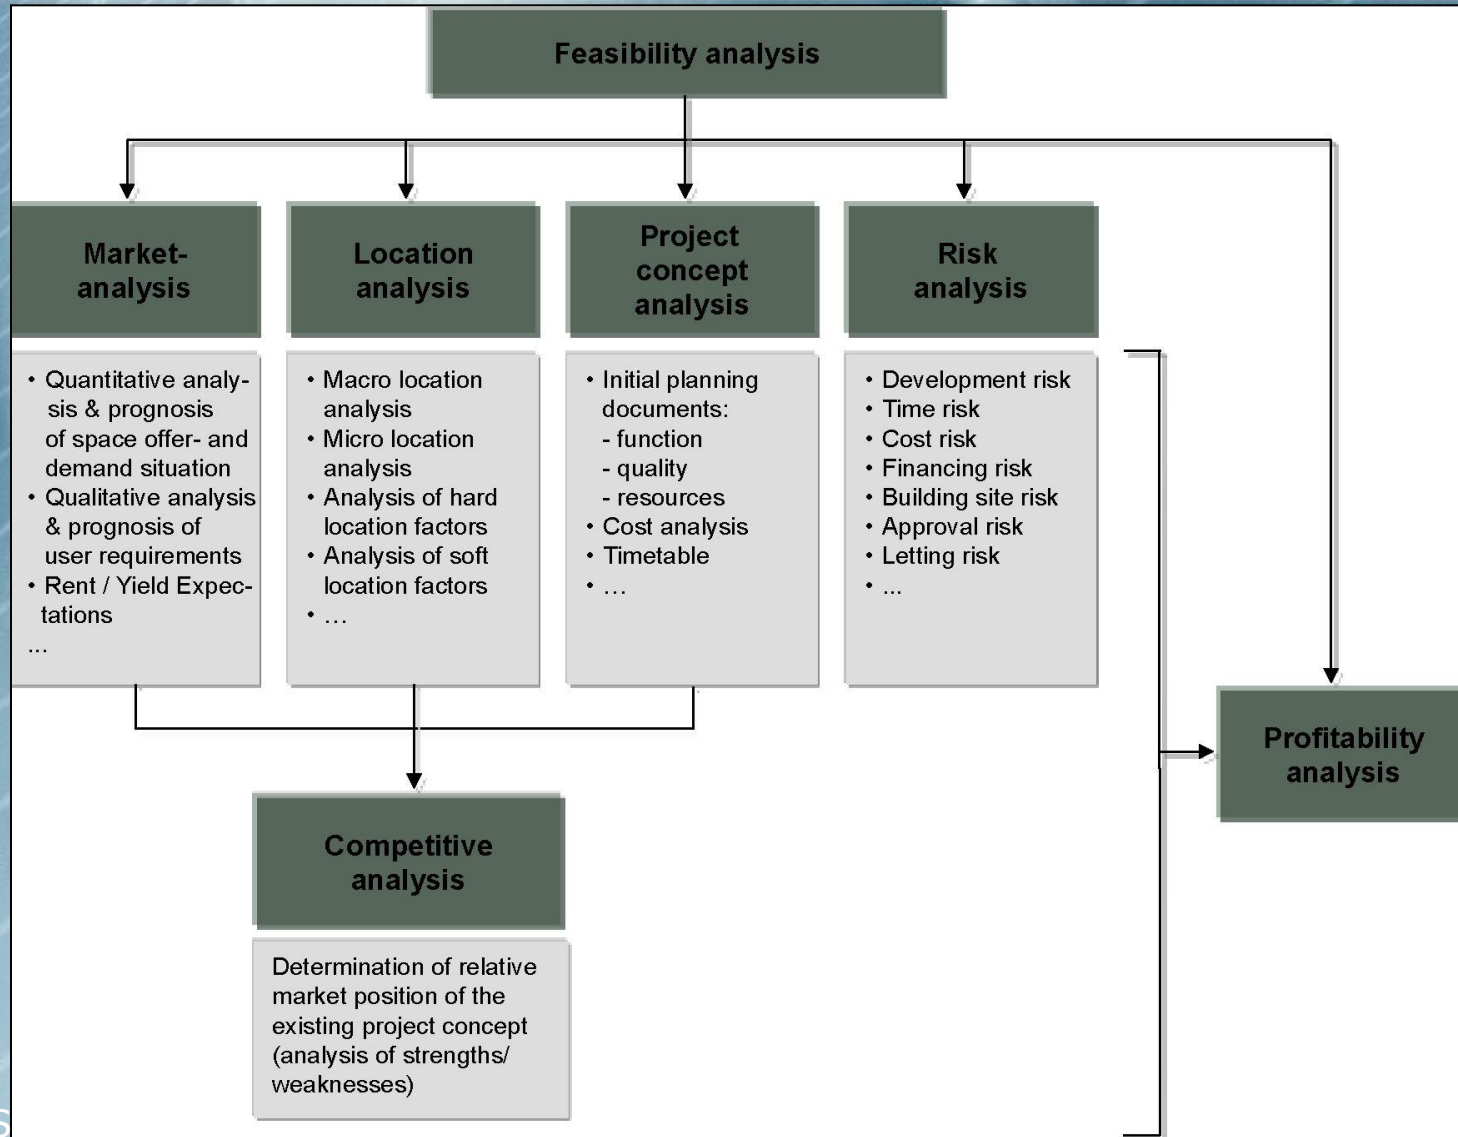 Feasibility analysis
Market-
analysis
Location
analysis
Project
concept
analysis
Risk
analysis
• Quantitative analy-
sis & prognosis
of space offer- and
demand situation
• Qualitative analysis
& prognosis of
user requirements
• Rent / Yield Expec-
tations
...
• Macro location
analysis
• Micro location
analysis
• Analysis of hard
location factors
• Analysis of soft
location factors
• …
• Initial planning
documents:
- function
- quality
- resources
• Cost analysis
• Timetable
• …
• Development risk
• Time risk
• Cost risk
• Financing risk
• Building site risk
• Approval risk
• Letting risk
• ...
Profitability
analysis
Competitive
analysis
Determination of relative
market position of the
existing project concept
(analysis of strengths/
weaknesses)